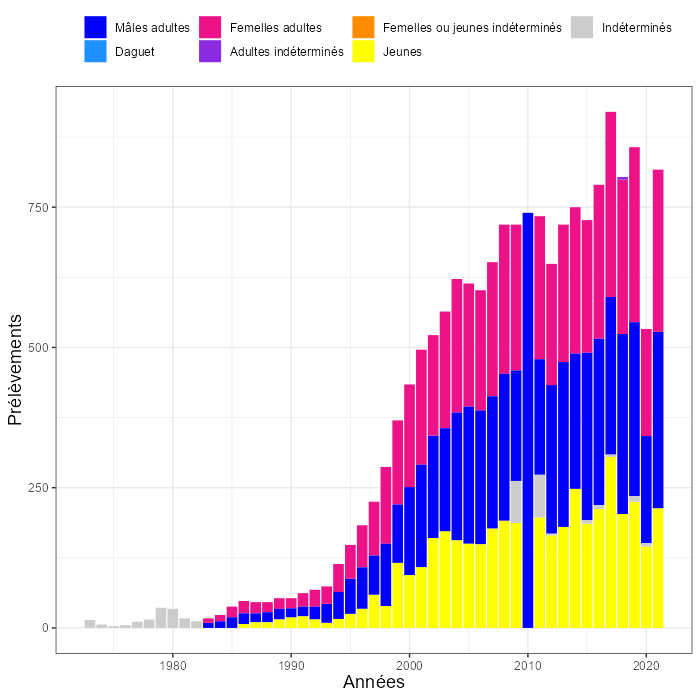 Mâles adultes Femelles adultes Femelles ou jeunes indéterminés Indéterminés
Daguet Adultes indéterminés Jeunes
750
500
250
0
Prélèvements
1980 1990 2000 2010 2020
Années